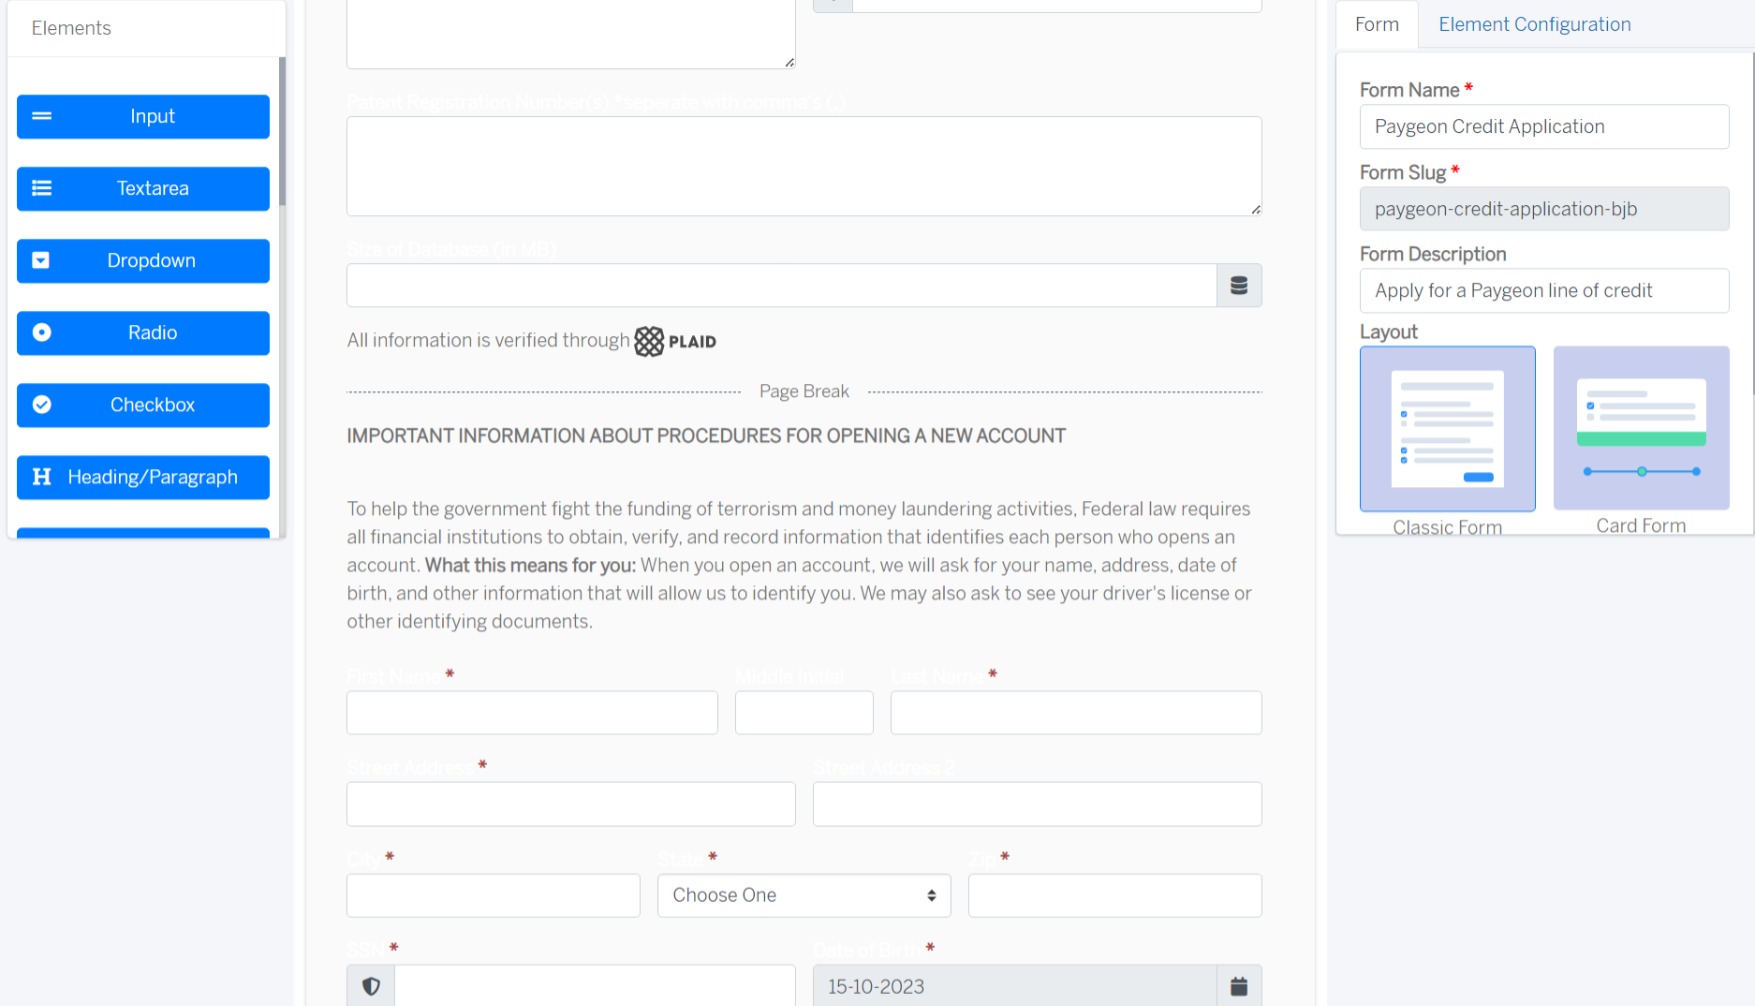 Elements
Input
Textarea
Dropdown
Radio
Checkbox
Heading/Paragraph
Patent Registration Number(s) *seperate with comma's (,)
Size of Database (in MB)
All information is verified through PLAID
Page Break
IMPORTANT INFORMATION ABOUT PROCEDURES FOR OPENING A NEW ACCOUNT
To help the government fight the funding of terrorism and money laundering activities, Federal law requires
all financial institutions to obtain, verify, and record information that identifies each person who opens an
account. What this means for you: When you open an account, we will ask for your name, address, date of
birth, and other information that will allow us to identify you. We may also ask to see your driver's license or
other identifying documents.
First Name * Middle Initial Last Name *
Street Address * Street Address 2
City * State * Zip *
Choose One
SSN * Date of Birth *
15-10-2023
Form Element Configuration
Form Name *
Paygeon Credit Application
Form Slug *
paygeon-credit-application-bjb
Form Description
Apply for a Paygeon line of credit
Layout
Classic Form Card Form